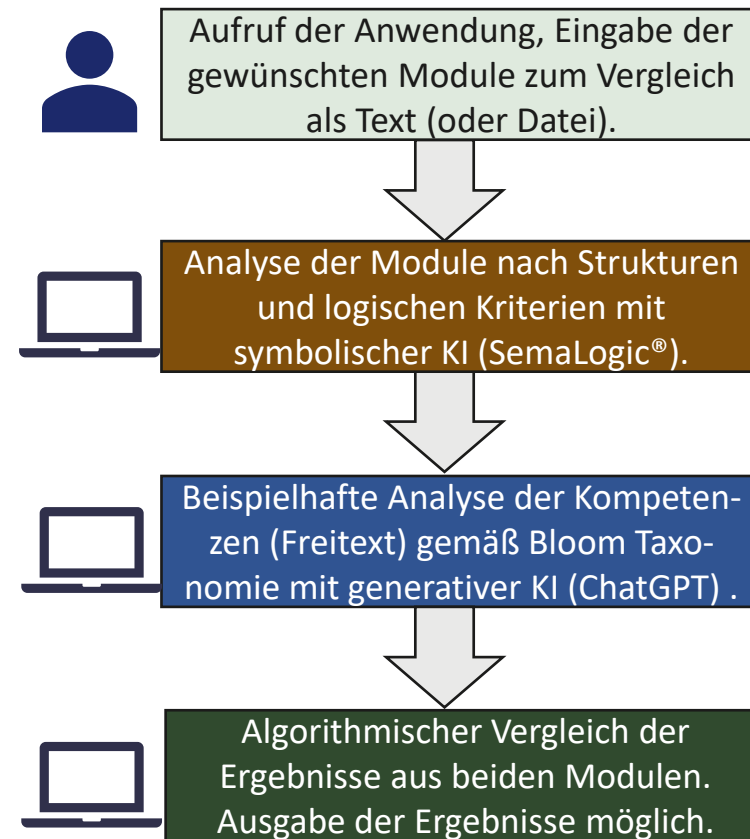 Aufruf der Anwendung, Eingabe der
gewünschten Module zum Vergleich
als Text (oder Datei).
Analyse der Module nach Strukturen
und logischen Kriterien mit
symbolischer KI (SemaLogic®).
Beispielhafte Analyse der Kompeten-
zen (Freitext) gemäß Bloom Taxo-
nomie mit generativer KI (ChatGPT) .
Algorithmischer Vergleich der
Ergebnisse aus beiden Modulen.
Ausgabe der Ergebnisse möglich.